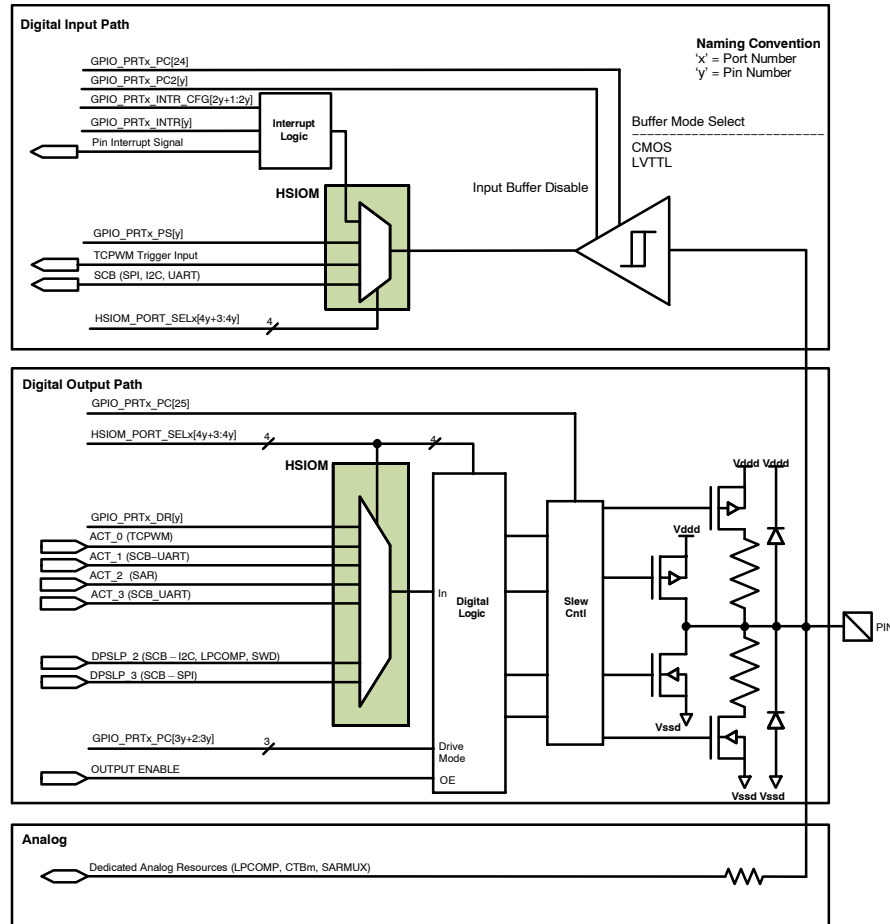 Digital Input Path
Naming Convention
'x' = Port Number
'y' = Pin Number
GPIO_PRTx_PC[24]
GPIO_PRTx_PC2[y]
GPIO_PRTx_INTR_CFG[2y+1:2y]
GPIO_PRTx_INTR[y]
Pin Interrupt Signal
Interrupt
Logic
Buffer Mode Select
CMOS
LVTTL
Input Buffer Disable
HSIOM
GPIO_PRTx_PS[y]
TCPWM Trigger Input
SCB (SPI, I2C, UART)
HSIOM_PORT_SELx[4y+3:4y]
4
Digital Output Path
GPIO_PRTx_PC[25]
HSIOM_PORT_SELx[4y+3:4y]
4
4
HSIOM
Vddd Vddd
GPIO_PRTx_DR[y]
ACT_0 (TCPWM)
ACT_1 (SCB−UART)
ACT_2 (SAR)
ACT_3 (SCB_UART)
Vddd
In
Digital
Logic
Slew
Cntl
PIN
DPSLP_2 (SCB − I2C, LPCOMP, SWD)
DPSLP_3 (SCB − SPI)
Vssd
GPIO_PRTx_PC[3y+2:3y]
3
Drive
Mode
OUTPUT ENABLE
OE
Vssd Vssd
Analog
Dedicated Analog Resources (LPCOMP, CTBm, SARMUX)